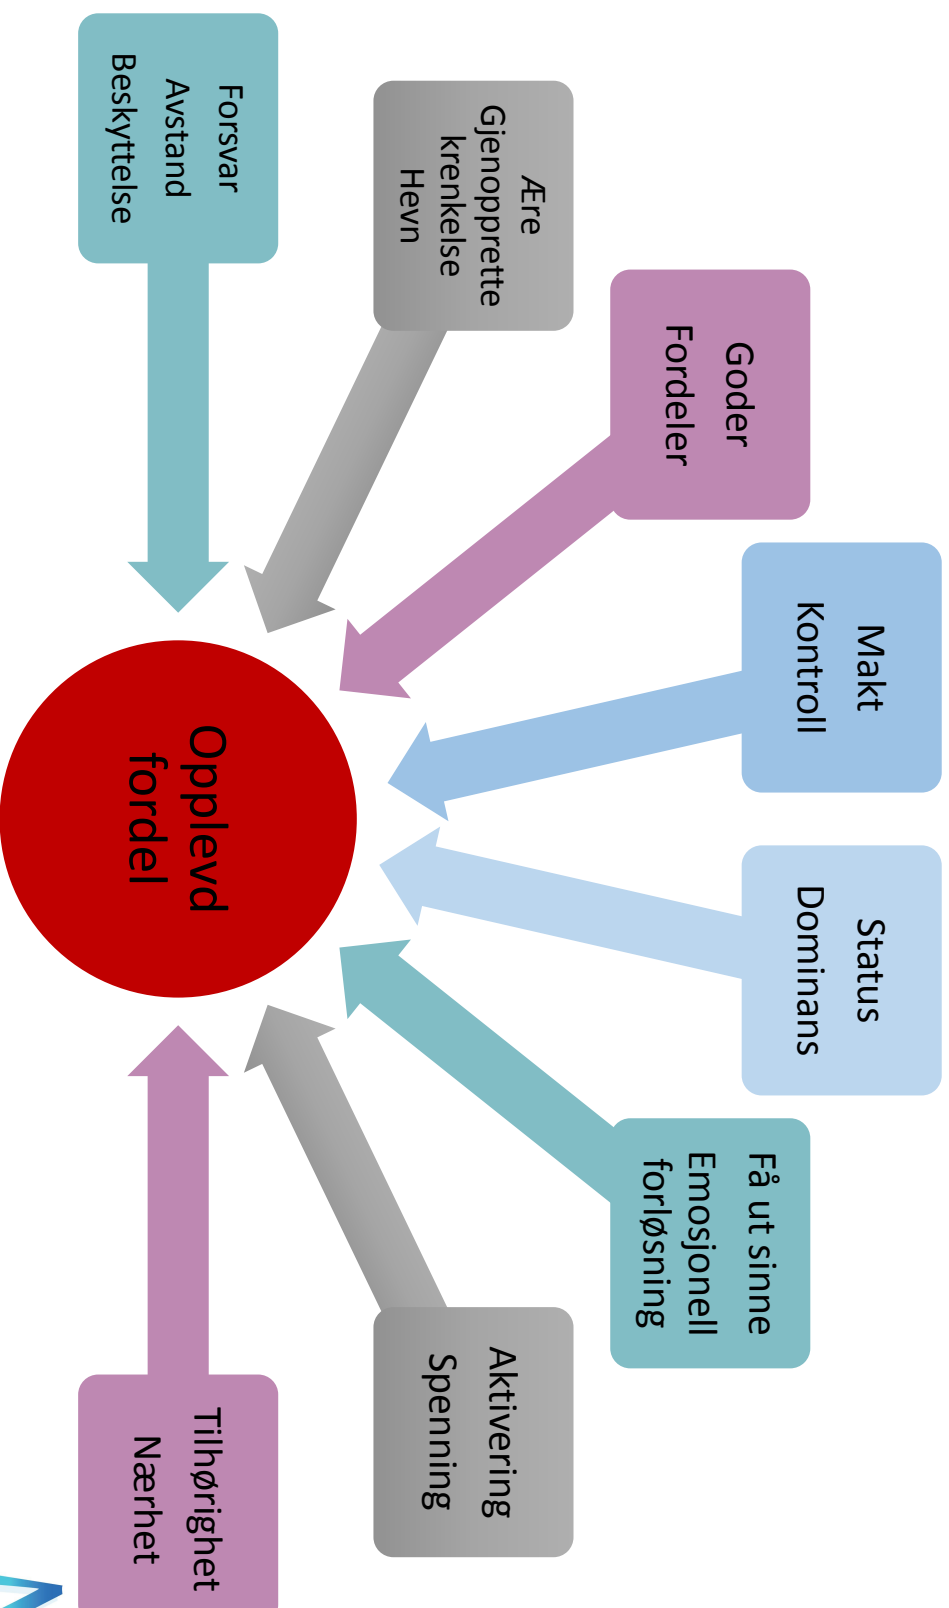 Forsvar
Avstand
Beskyttelse
Ære
Gjenopprette
krenkelse
Hevn
Goder
Fordeler
Makt
Kontroll
Status
Dominans
Få ut sinne
Emosjonell
forløsning
Aktivering
Spenning
Tilhørighet
Nærhet
Opplevd
fordel